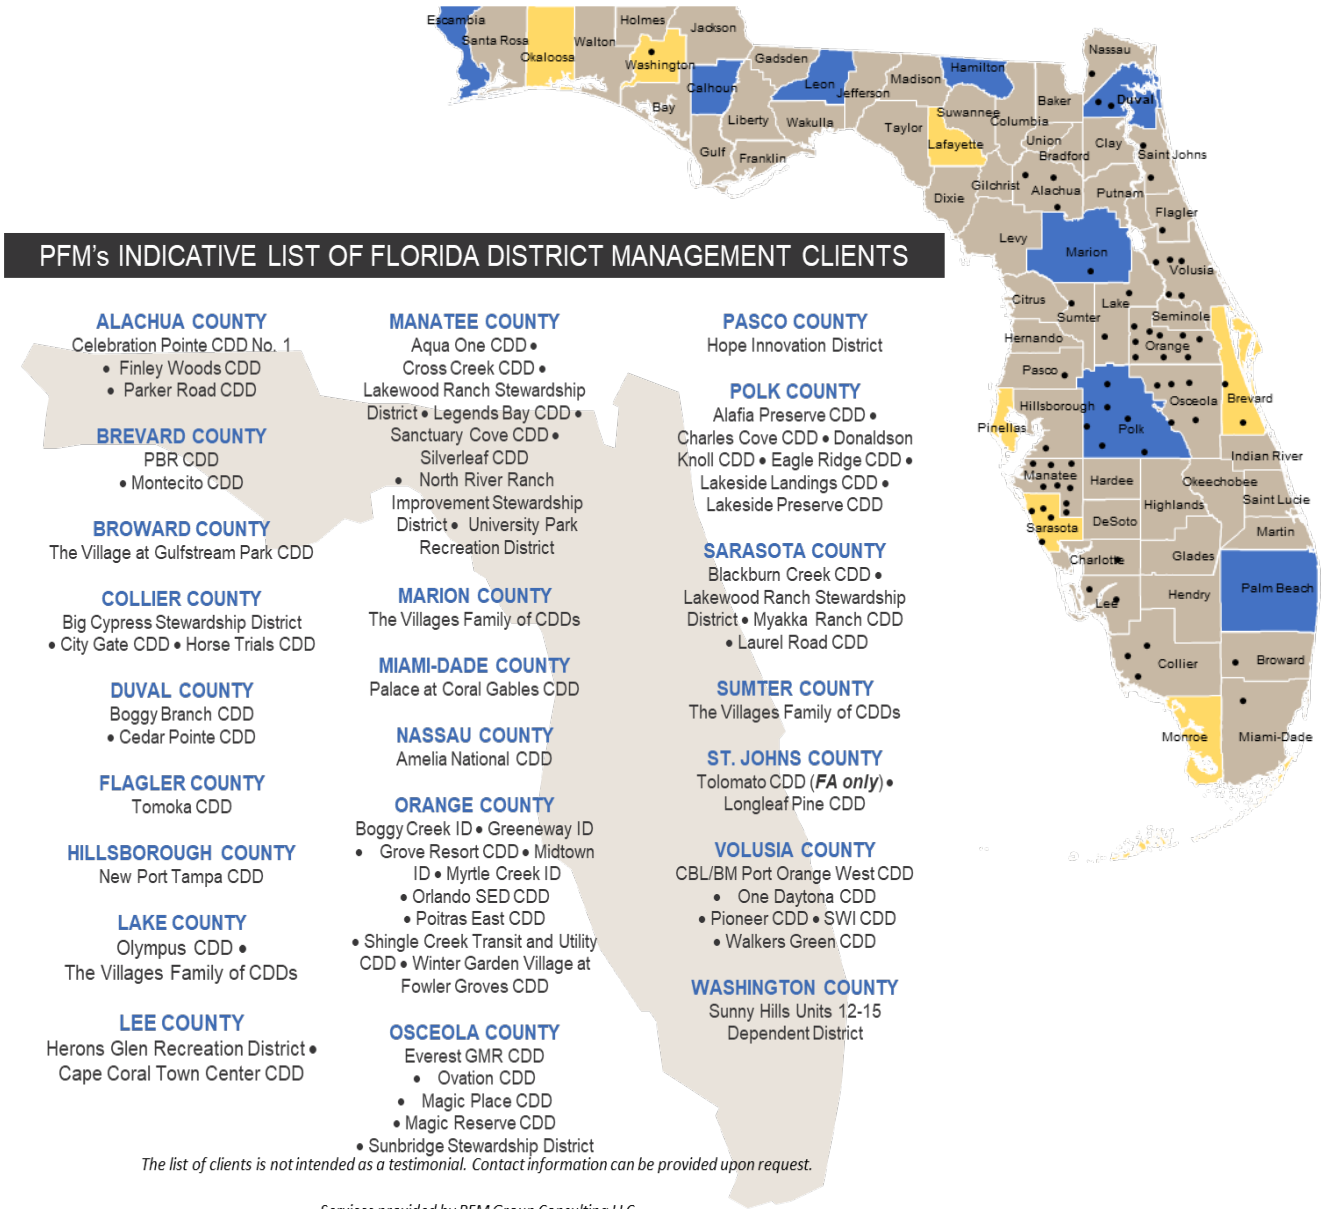 Escambia
Santa Rosa
Okaloosa
Walton
Holmes
Washington
Jackson
Bay
Calhoun
Gulf
Liberty
Gadsden
Franklin
Leon
Wakulla
Jefferson
Madison
Taylor
Hamilton
Suwannee
Lafayette
Columbia
Baker
Nassau
Duval
Union
Bradford
Clay
Saint Johns
Dixie
Gilchrist
Alachua
Putnam
Flagler
Levy
Marion
Volusia
Citrus
Sumter
Lake
Seminole
Hernando
Orange
Pasco
Hillsborough
Pinellas
Polk
Osceola
Brevard
Indian River
Manatee
Hardee
Okeechobee
Highlands
Saint Lucie
Sarasota
DeSoto
Martin
Charlotte
Glades
Lee
Hendry
Palm Beach
Collier
Broward
Monroe
Miami-Dade
PFM's INDICATIVE LIST OF FLORIDA DISTRICT MANAGEMENT CLIENTS
ALACHUA COUNTY
Celebration Pointe CDD No. 1
• Finley Woods CDD
• Parker Road CDD
BREVARD COUNTY
PBR CDD
• Montecito CDD
BROWARD COUNTY
The Village at Gulfstream Park CDD
COLLIER COUNTY
Big Cypress Stewardship District
• City Gate CDD • Horse Trials CDD
DUVAL COUNTY
Boggy Branch CDD
• Cedar Pointe CDD
FLAGLER COUNTY
Tomoka CDD
HILLSBOROUGH COUNTY
New Port Tampa CDD
LAKE COUNTY
Olympus CDD •
The Villages Family of CDDs
LEE COUNTY
Herons Glen Recreation District •
Cape Coral Town Center CDD
MANATEE COUNTY
Aqua One CDD •
Cross Creek CDD •
Lakewood Ranch Stewardship
District • Legends Bay CDD •
Sanctuary Cove CDD •
Silverleaf CDD
• North River Ranch
Improvement Stewardship
District • University Park
Recreation District
MARION COUNTY
The Villages Family of CDDs
MIAMI-DADE COUNTY
Palace at Coral Gables CDD
NASSAU COUNTY
Amelia National CDD
ORANGE COUNTY
Boggy Creek ID • Greeneway ID
• Grove Resort CDD • Midtown
ID • Myrtle Creek ID
• Orlando SED CDD
• Poitras East CDD
• Shingle Creek Transit and Utility
CDD • Winter Garden Village at
Fowler Groves CDD
OSCEOLA COUNTY
Everest GMR CDD
• Ovation CDD
• Magic Place CDD
• Magic Reserve CDD
• Sunbridge Stewardship District
PASCO COUNTY
Hope Innovation District
POLK COUNTY
Alafia Preserve CDD •
Charles Cove CDD • Donaldson
Knoll CDD • Eagle Ridge CDD •
Lakeside Landings CDD •
Lakeside Preserve CDD
SARASOTA COUNTY
Blackburn Creek CDD •
Lakewood Ranch Stewardship
District • Myakka Ranch CDD
• Laurel Road CDD
SUMTER COUNTY
The Villages Family of CDDs
ST. JOHNS COUNTY
Tolomato CDD (FA only) •
Longleaf Pine CDD
VOLUSIA COUNTY
CBL/BM Port Orange West CDD
• One Daytona CDD
• Pioneer CDD • SWI CDD
• Walkers Green CDD
WASHINGTON COUNTY
Sunny Hills Units 12-15
Dependent District
The list of clients is not intended as a testimonial. Contact information can be provided upon request.
Services provided by PFM Group Consulting LLC